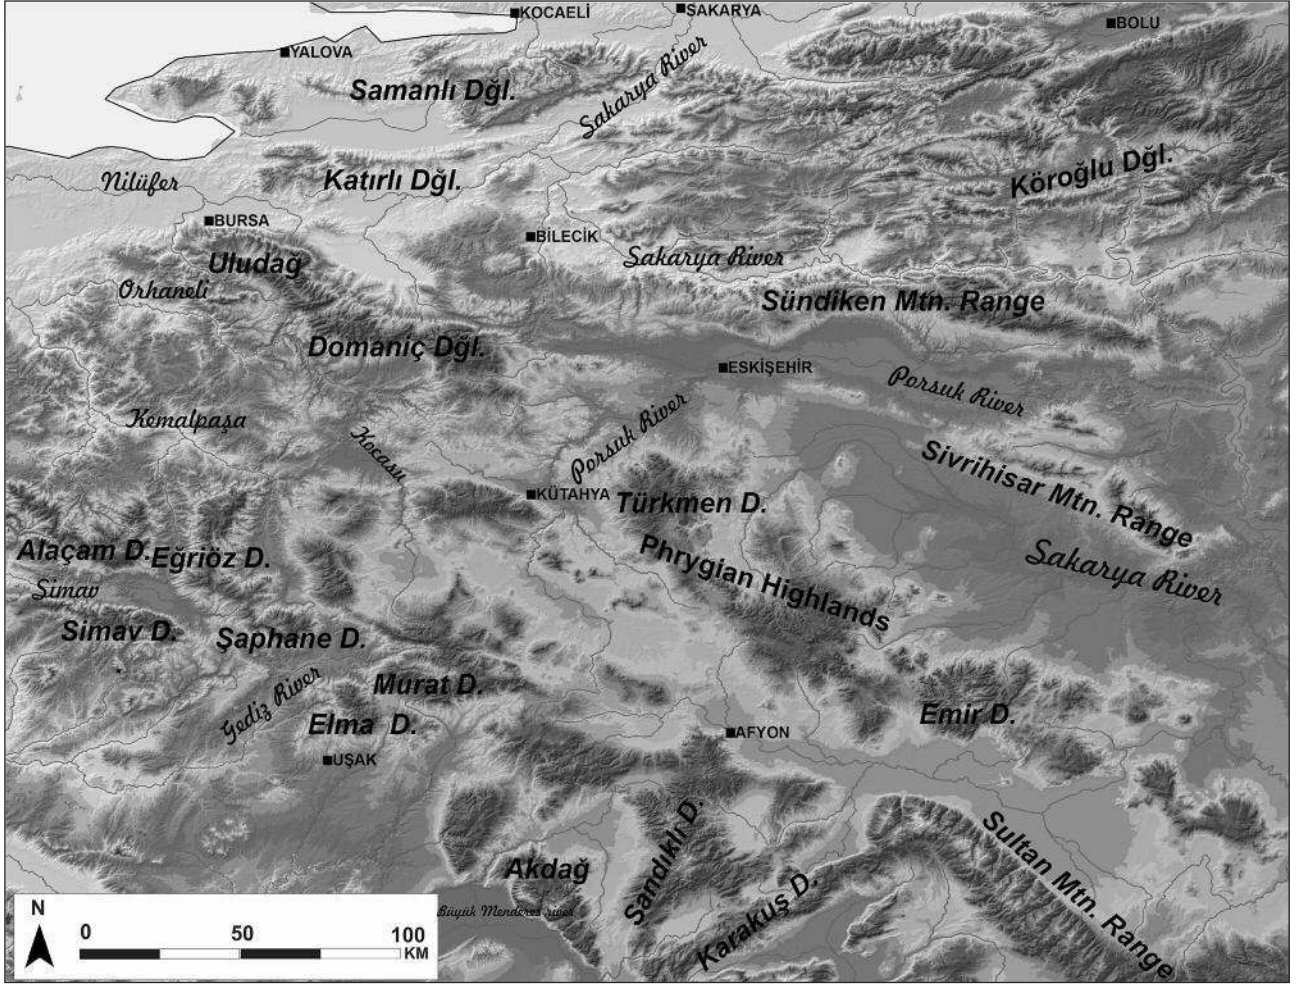 KOCAELİ
SAKARYA
BOLU
YALOVA
Samanlı Dğl.
Sakarya River
Köroğlu Dğl.
Katırlı Dğl.
Nilüfer
BURSA
BİLECİK
Uludağ
Sakarya River
Orhaneli
Sündiken Mtn. Range
Domaniç Dğl.
ESKİŞEHİR
Porsuk River
Kemalpaşa
Kocasu
Porsuk River
Sivrihisar Mtn. Range
KÜTAHYA
Türkmen D.
Alaçam D.
Eğriöz D.
Phrygian Highlands
Sakarya River
Simav
Simav D.
Şaphane D.
Murat D.
Gediz River
Elma D.
Emir D.
UŞAK
AFYON
Sandıklı D.
Sultan Mtn. Range
Akdağ
Karakuş D.
Büyük Menderes river
N
0 50 100
KM